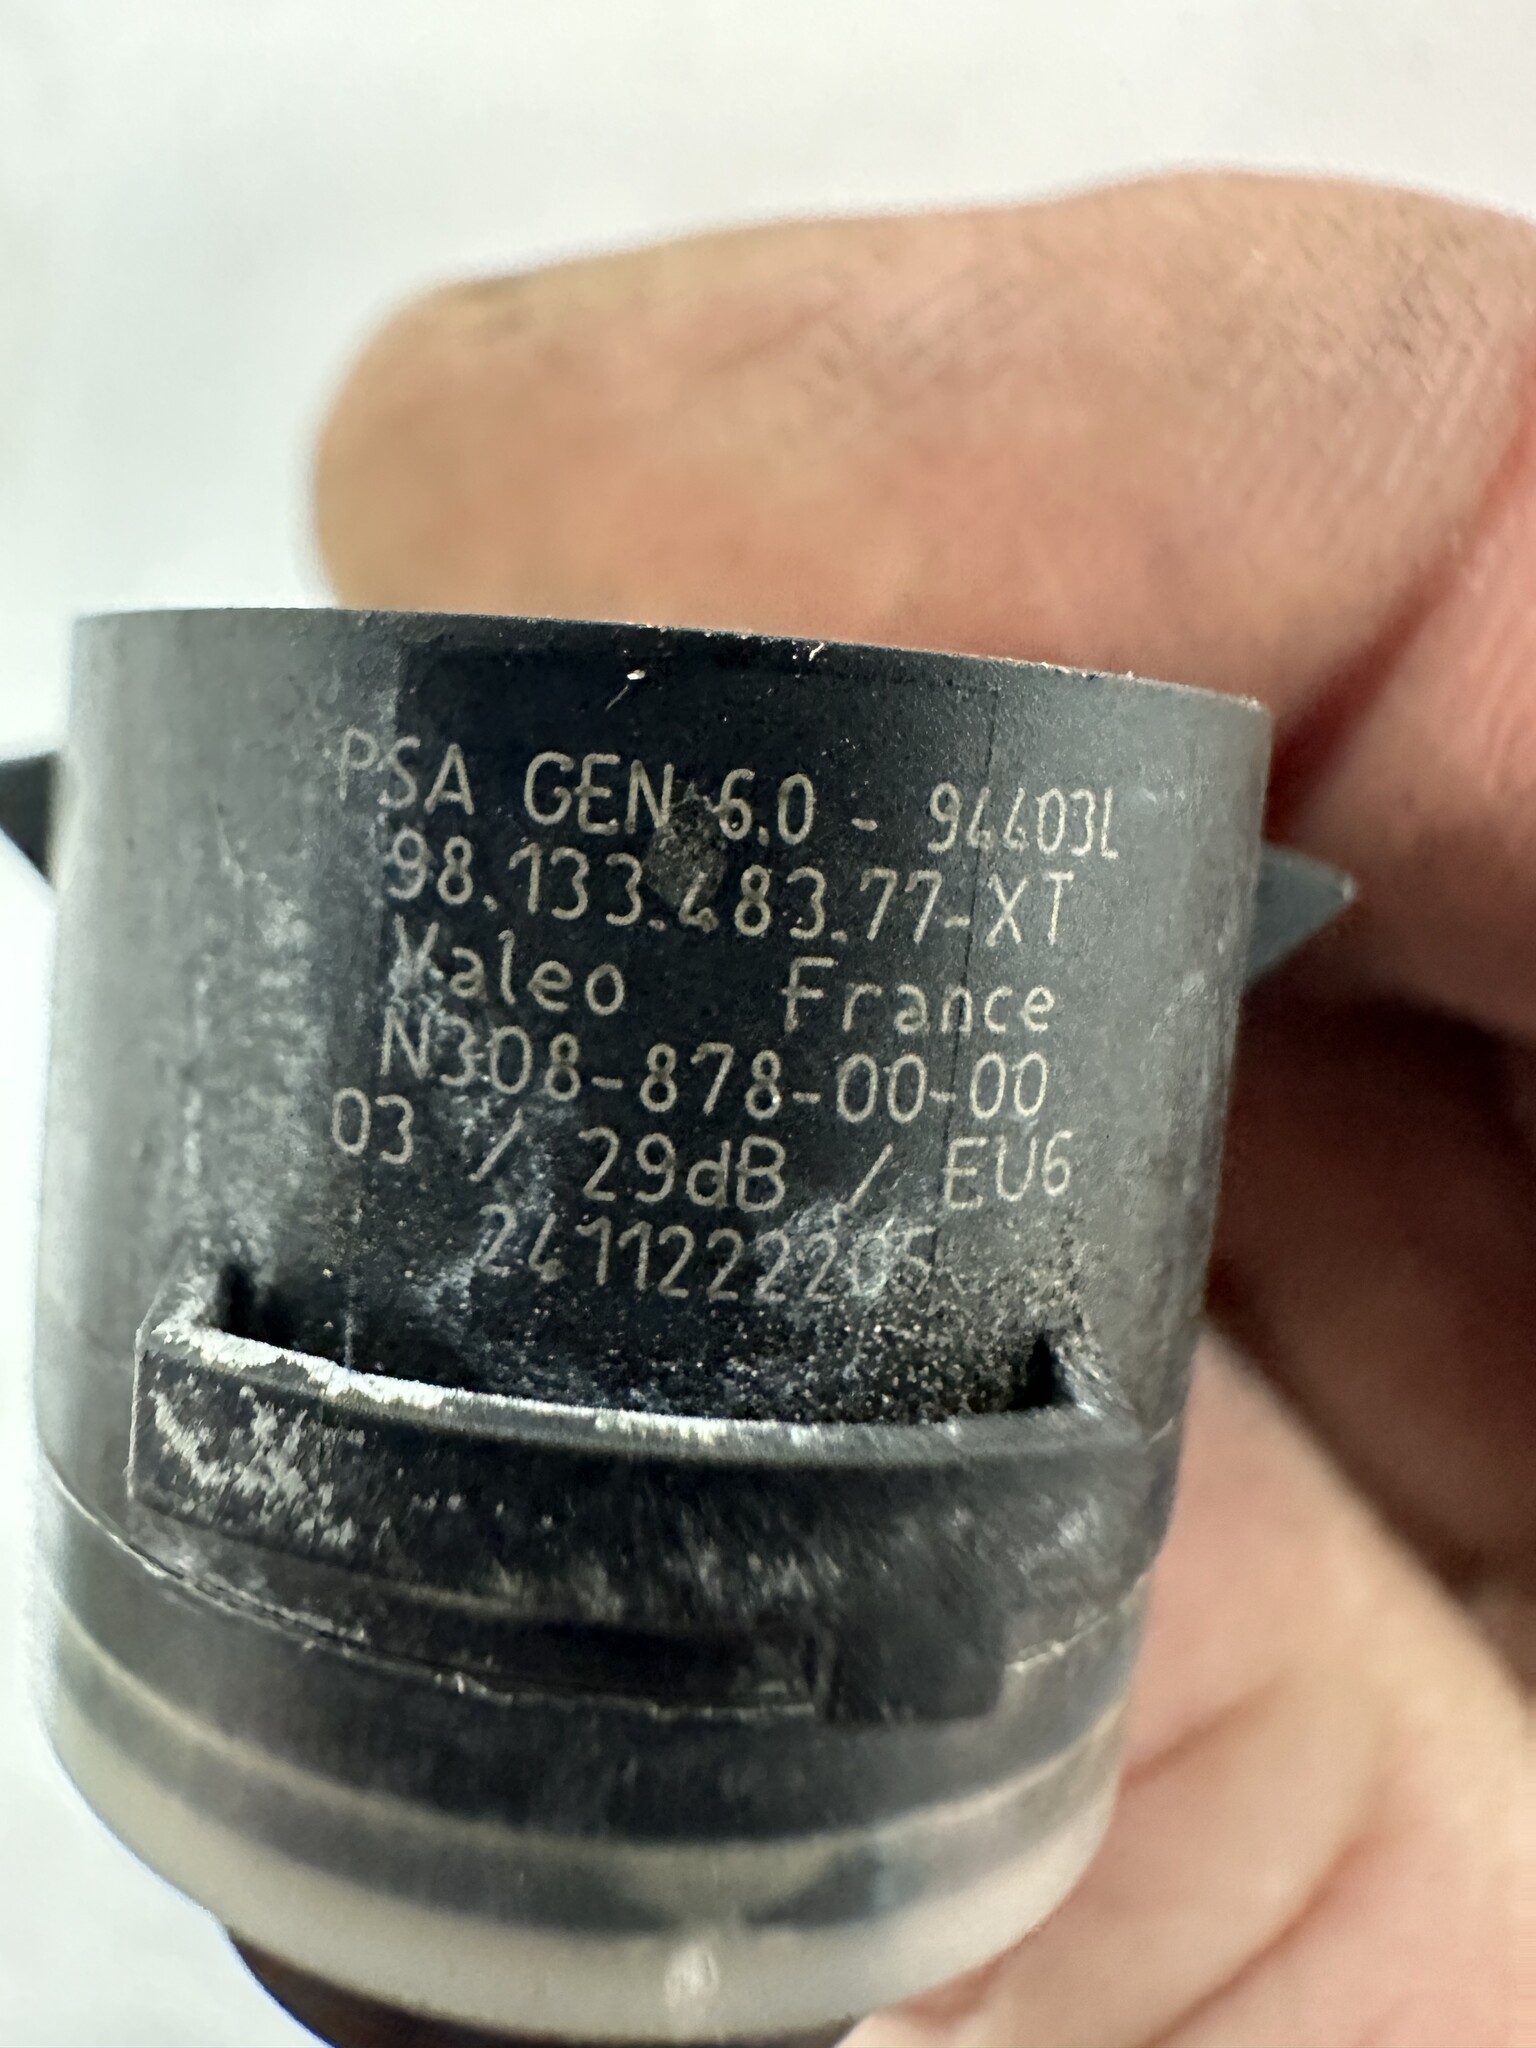 PSA GEN 6.0 - 94403L
98.133.483.77-XT
Valeo France
N308-878-00-00
03 / 29dB / EU6
2411222205